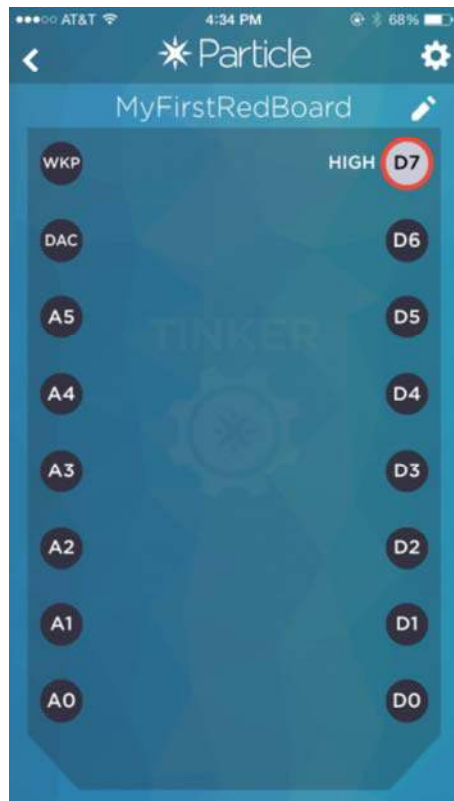 AT&T 4:34 PM 68%
Particle
MyFirstRedBoard
WKP HIGH D7
DAC D6
A5 D5
TINKER
A4 D4
A3 D3
A2 D2
A1 D1
A0 D0